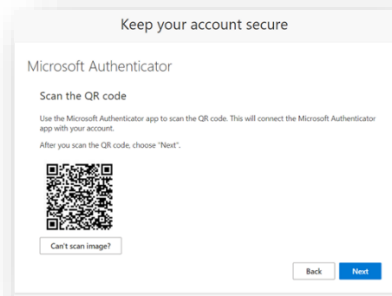 Keep your account secure
Microsoft Authenticator
Scan the QR code
Use the Microsoft Authenticator app to scan the QR code. This will connect the Microsoft Authenticator
app with your account.
After you scan the QR code, choose "Next".
Can't scan image?
Back Next